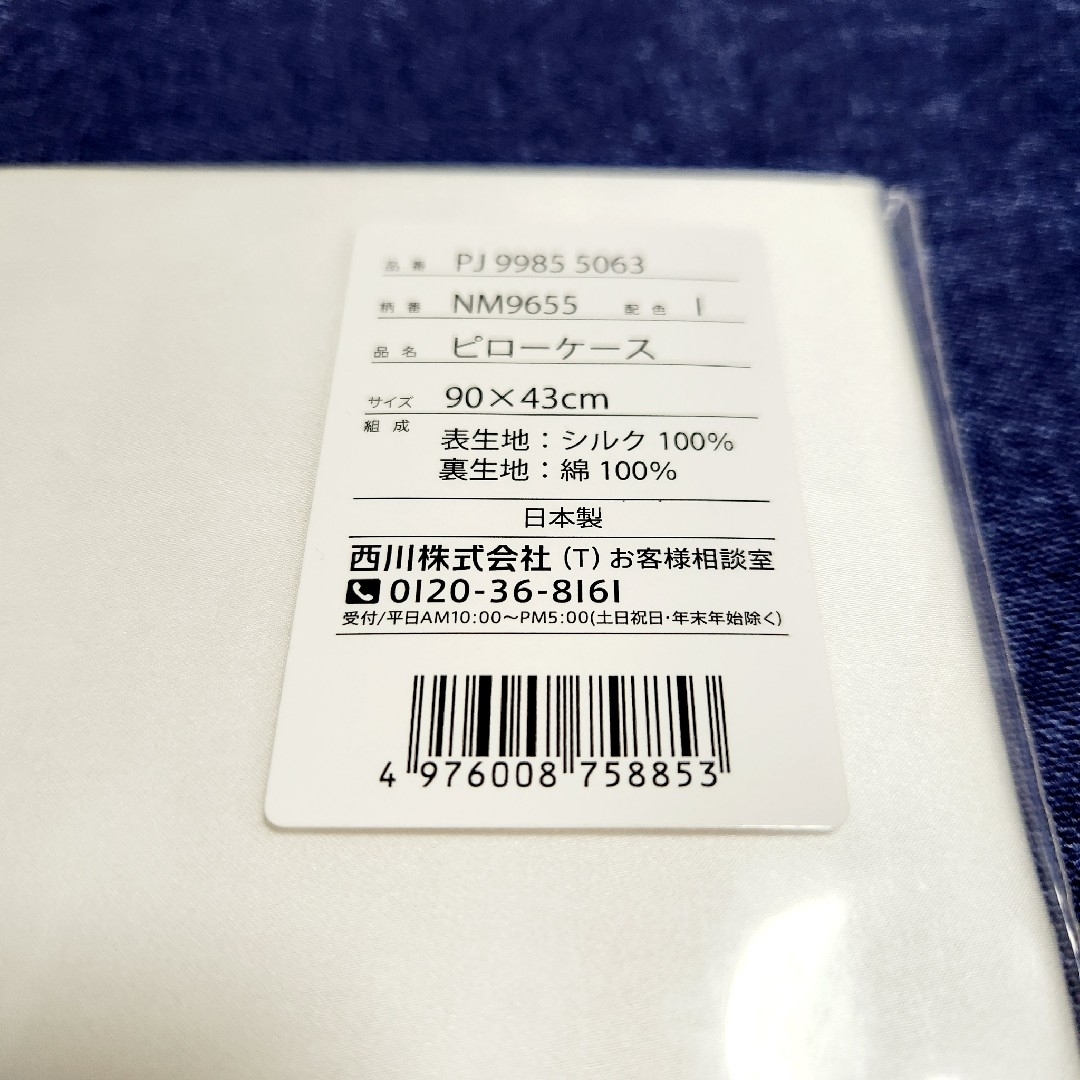 品番 PJ 9985 5063
柄番 NM9655 配色 1
品名 ピローケース
サイズ 90×43cm
組成 表生地：シルク 100%
裏生地：綿 100%
日本製
西川株式会社 (T) お客様相談室
0120-36-8161
受付/平日AM10:00～PM5:00(土日祝日・年末年始除く)
4 976008 758853